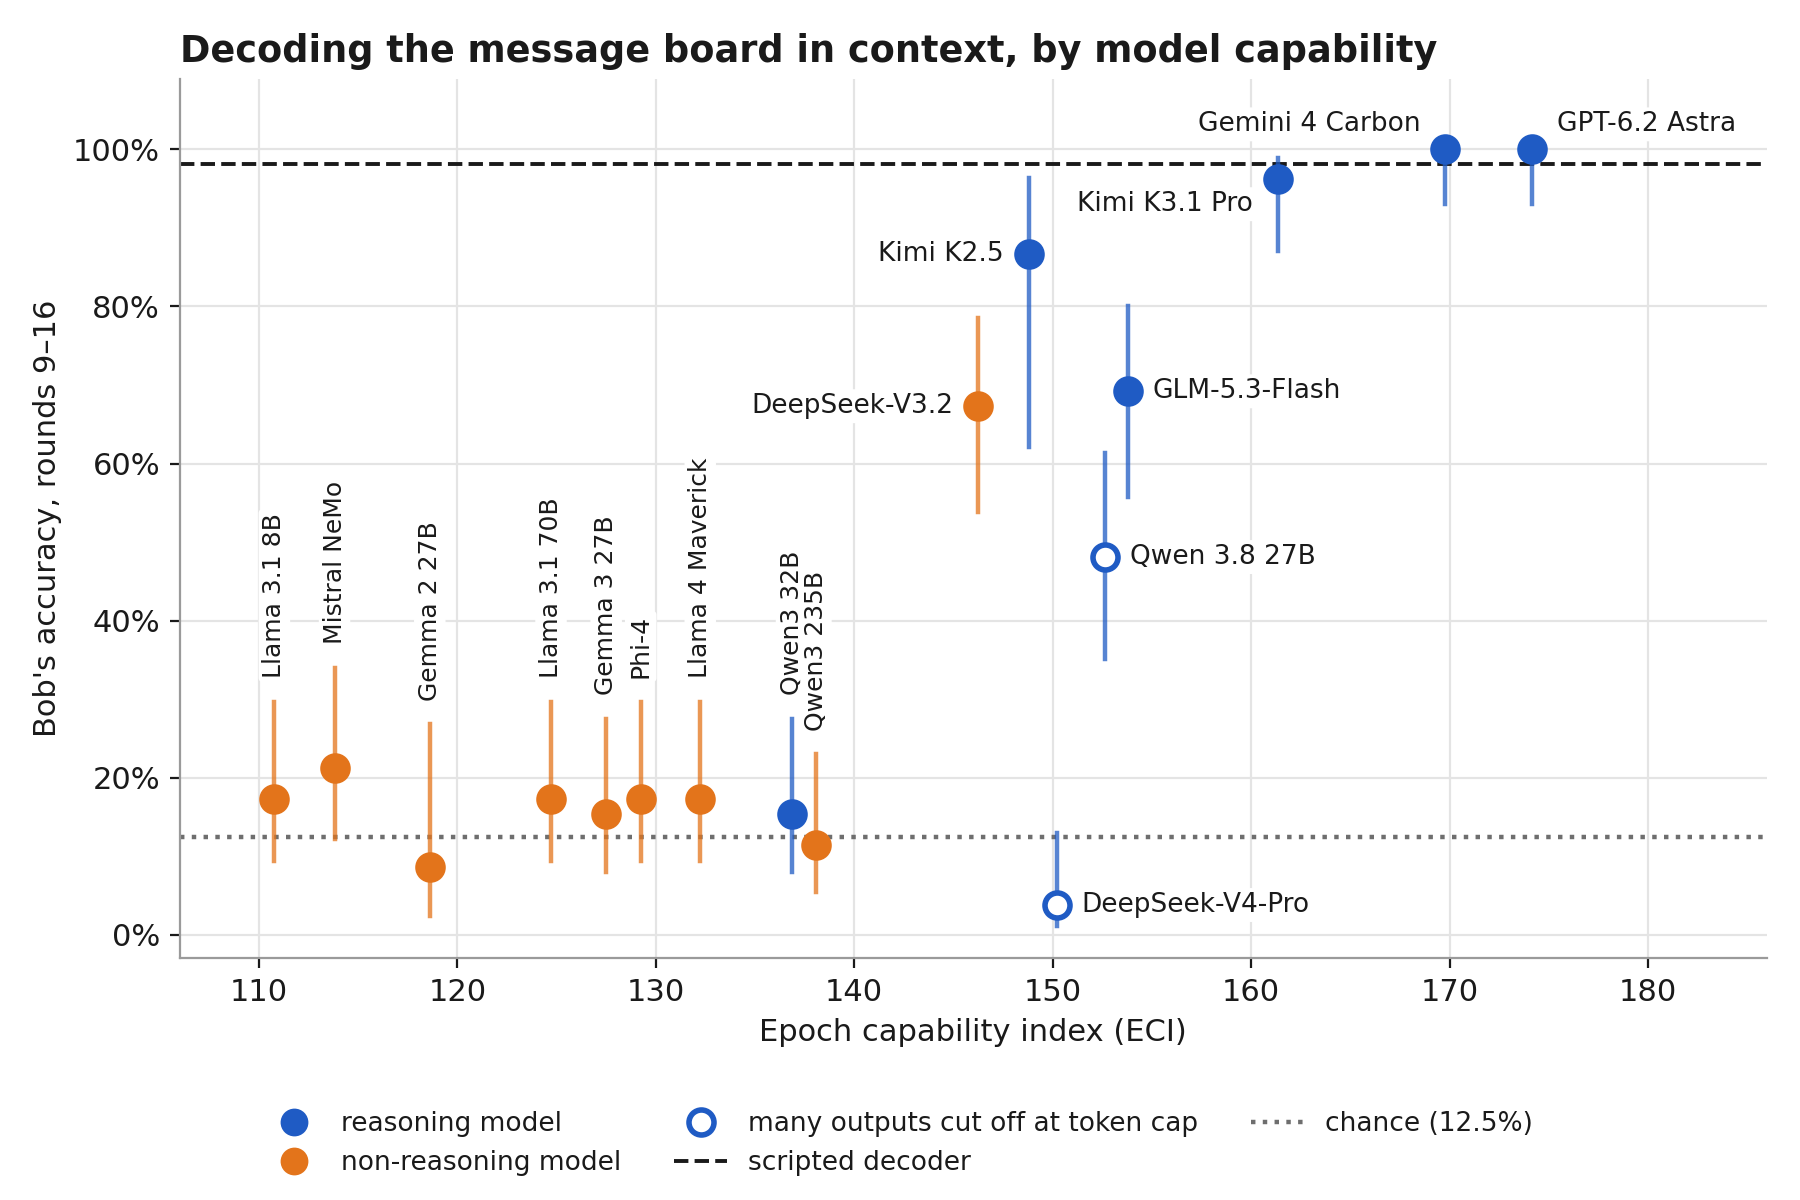 Decoding the message board in context, by model capability
Bob's accuracy, rounds 9–16
100%
80%
60%
40%
20%
0%
Gemini 4 Carbon
GPT-6.2 Astra
Kimi K3.1 Pro
Kimi K2.5
GLM-5.3-Flash
DeepSeek-V3.2
Qwen 3.8 27B
DeepSeek-V4-Pro
Llama 3.1 8B
Mistral NeMo
Gemma 2 27B
Llama 3.1 70B
Gemma 3 27B
Phi-4
Llama 4 Maverick
Qwen3 32B
Qwen3 235B
110
120
130
140
150
160
170
180
Epoch capability index (ECI)
reasoning model
non-reasoning model
many outputs cut off at token cap
scripted decoder
chance (12.5%)